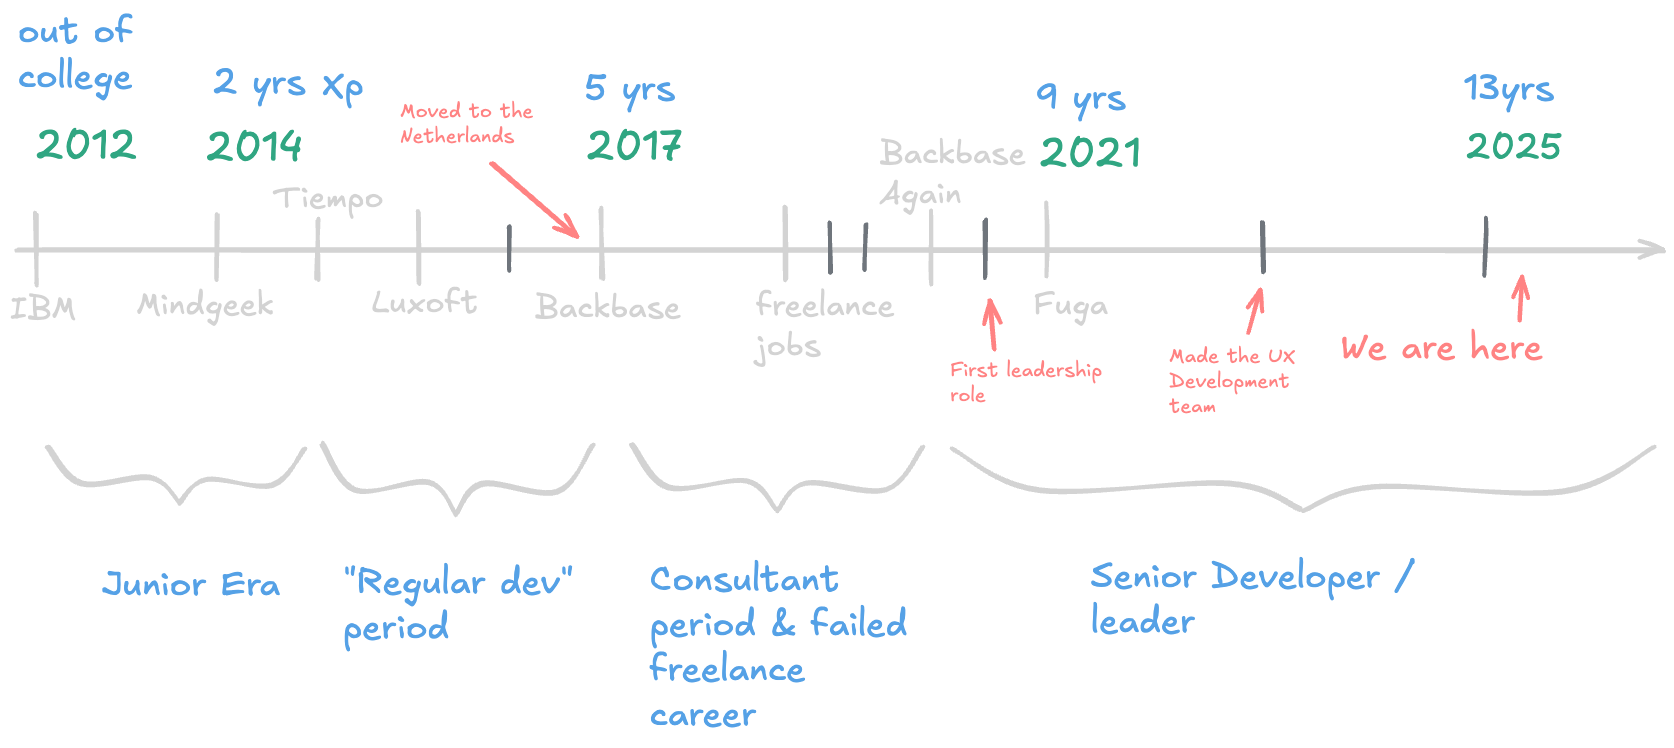 out of
college
2012
2 yrs Xp
2014
Moved to the
Netherlands
5 yrs
2017
9 yrs
2021
13yrs
2025
Tiempo
Backbase
Again
IBM
Mindgeek
Luxoft
Backbase
freelance
jobs
Fuga
First leadership
role
Made the UX
Development
team
We are here
Junior Era
"Regular dev"
period
Consultant
period & failed
freelance
career
Senior Developer /
leader